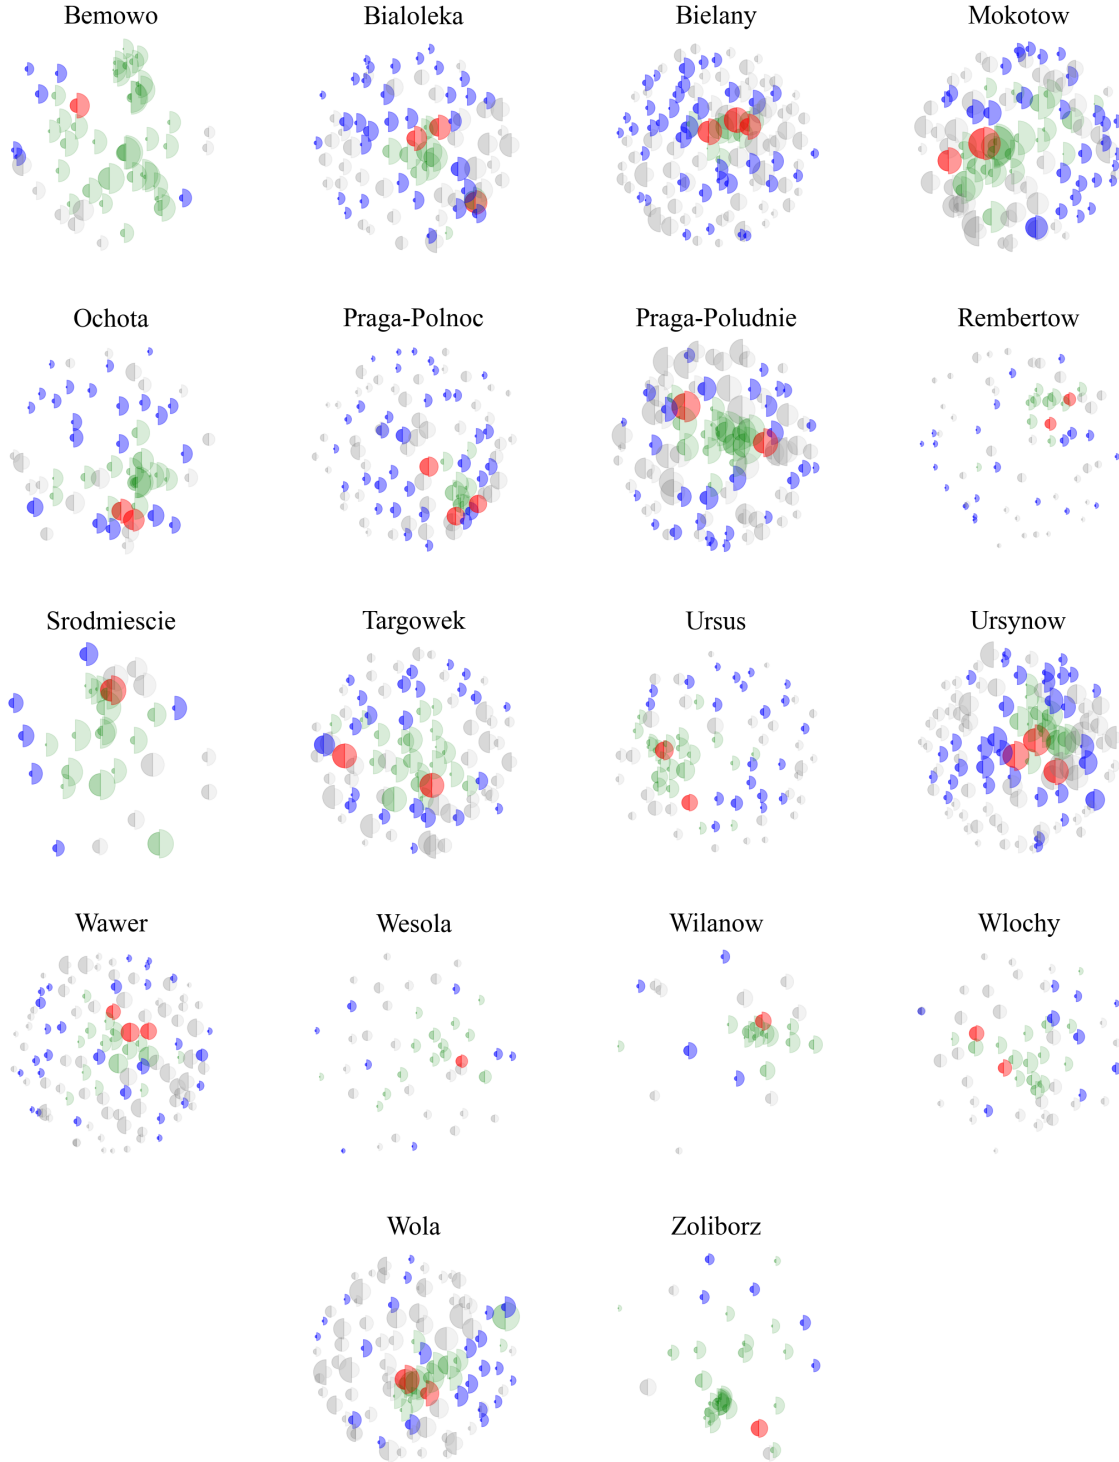 Bemowo
Bialoleka
Bielany
Mokotow
Ochota
Praga-Polnoc
Praga-Poludnie
Rembertow
Srodmiescie
Targowek
Ursus
Ursynow
Wawer
Wesola
Wilanow
Wlochy
Wola
Zoliborz